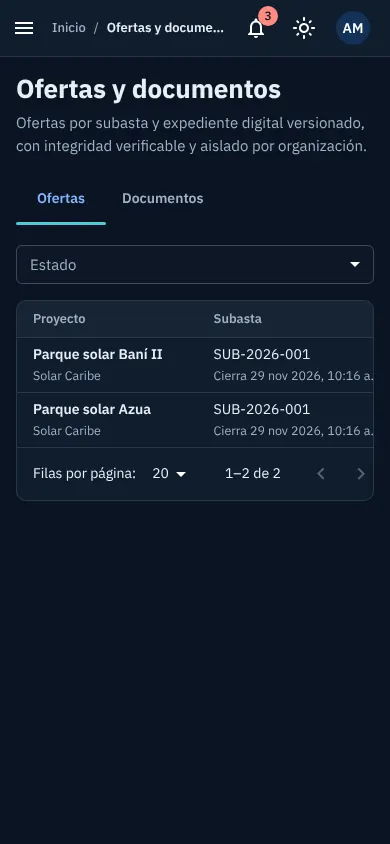 Inicio / Ofertas y docume... 3 AM
Ofertas y documentos
Ofertas por subasta y expediente digital versionado,
con integridad verificable y aislado por organización.
Ofertas Documentos
Estado
Proyecto Subasta
Parque solar Baní II SUB-2026-001
Solar Caribe Cierra 29 nov 2026, 10:16 a.
Parque solar Azua SUB-2026-001
Solar Caribe Cierra 29 nov 2026, 10:16 a.
Filas por página: 20 1–2 de 2